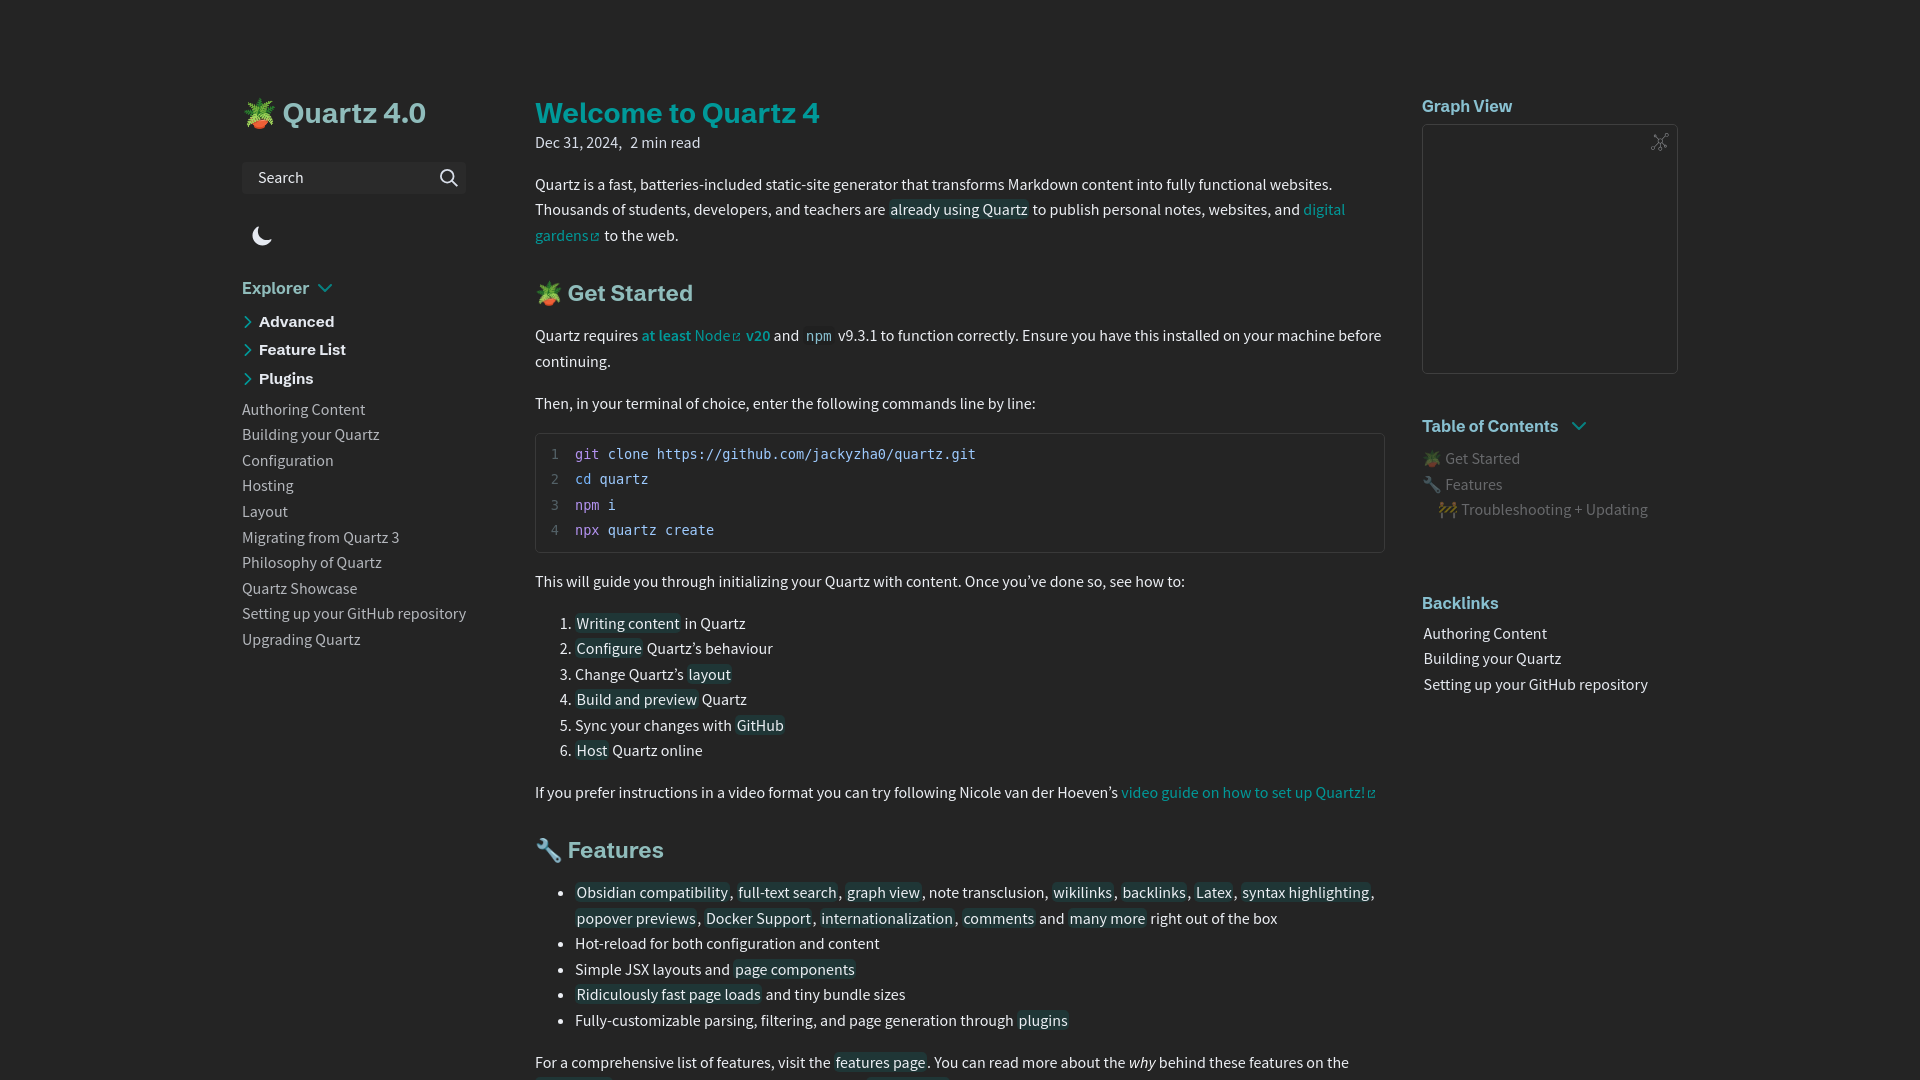 🪴 Quartz 4.0
Search
Explorer
Advanced
Feature List
Plugins
Authoring Content
Building your Quartz
Configuration
Hosting
Layout
Migrating from Quartz 3
Philosophy of Quartz
Quartz Showcase
Setting up your GitHub repository
Upgrading Quartz
Welcome to Quartz 4
Dec 31, 2024, 2 min read
Quartz is a fast, batteries-included static-site generator that transforms Markdown content into fully functional websites.
Thousands of students, developers, and teachers are already using Quartz to publish personal notes, websites, and digital
gardens to the web.
🪴 Get Started
Quartz requires at least Node v20 and npm v9.3.1 to function correctly. Ensure you have this installed on your machine before
continuing.
Then, in your terminal of choice, enter the following commands line by line:
1 git clone https://github.com/jackyzha0/quartz.git
2 cd quartz
3 npm i
4 npx quartz create
This will guide you through initializing your Quartz with content. Once you’ve done so, see how to:
1. Writing content in Quartz
2. Configure Quartz’s behaviour
3. Change Quartz’s layout
4. Build and preview Quartz
5. Sync your changes with GitHub
6. Host Quartz online
If you prefer instructions in a video format you can try following Nicole van der Hoeven’s video guide on how to set up Quartz!
🔧 Features
• Obsidian compatibility, full-text search, graph view, note transclusion, wikilinks, backlinks, Latex, syntax highlighting,
popover previews, Docker Support, internationalization, comments and many more right out of the box
• Hot-reload for both configuration and content
• Simple JSX layouts and page components
• Ridiculously fast page loads and tiny bundle sizes
• Fully-customizable parsing, filtering, and page generation through plugins
For a comprehensive list of features, visit the features page. You can read more about the why behind these features on the
Graph View
Table of Contents
🪴 Get Started
🔧 Features
🚧 Troubleshooting + Updating
Backlinks
Authoring Content
Building your Quartz
Setting up your GitHub repository